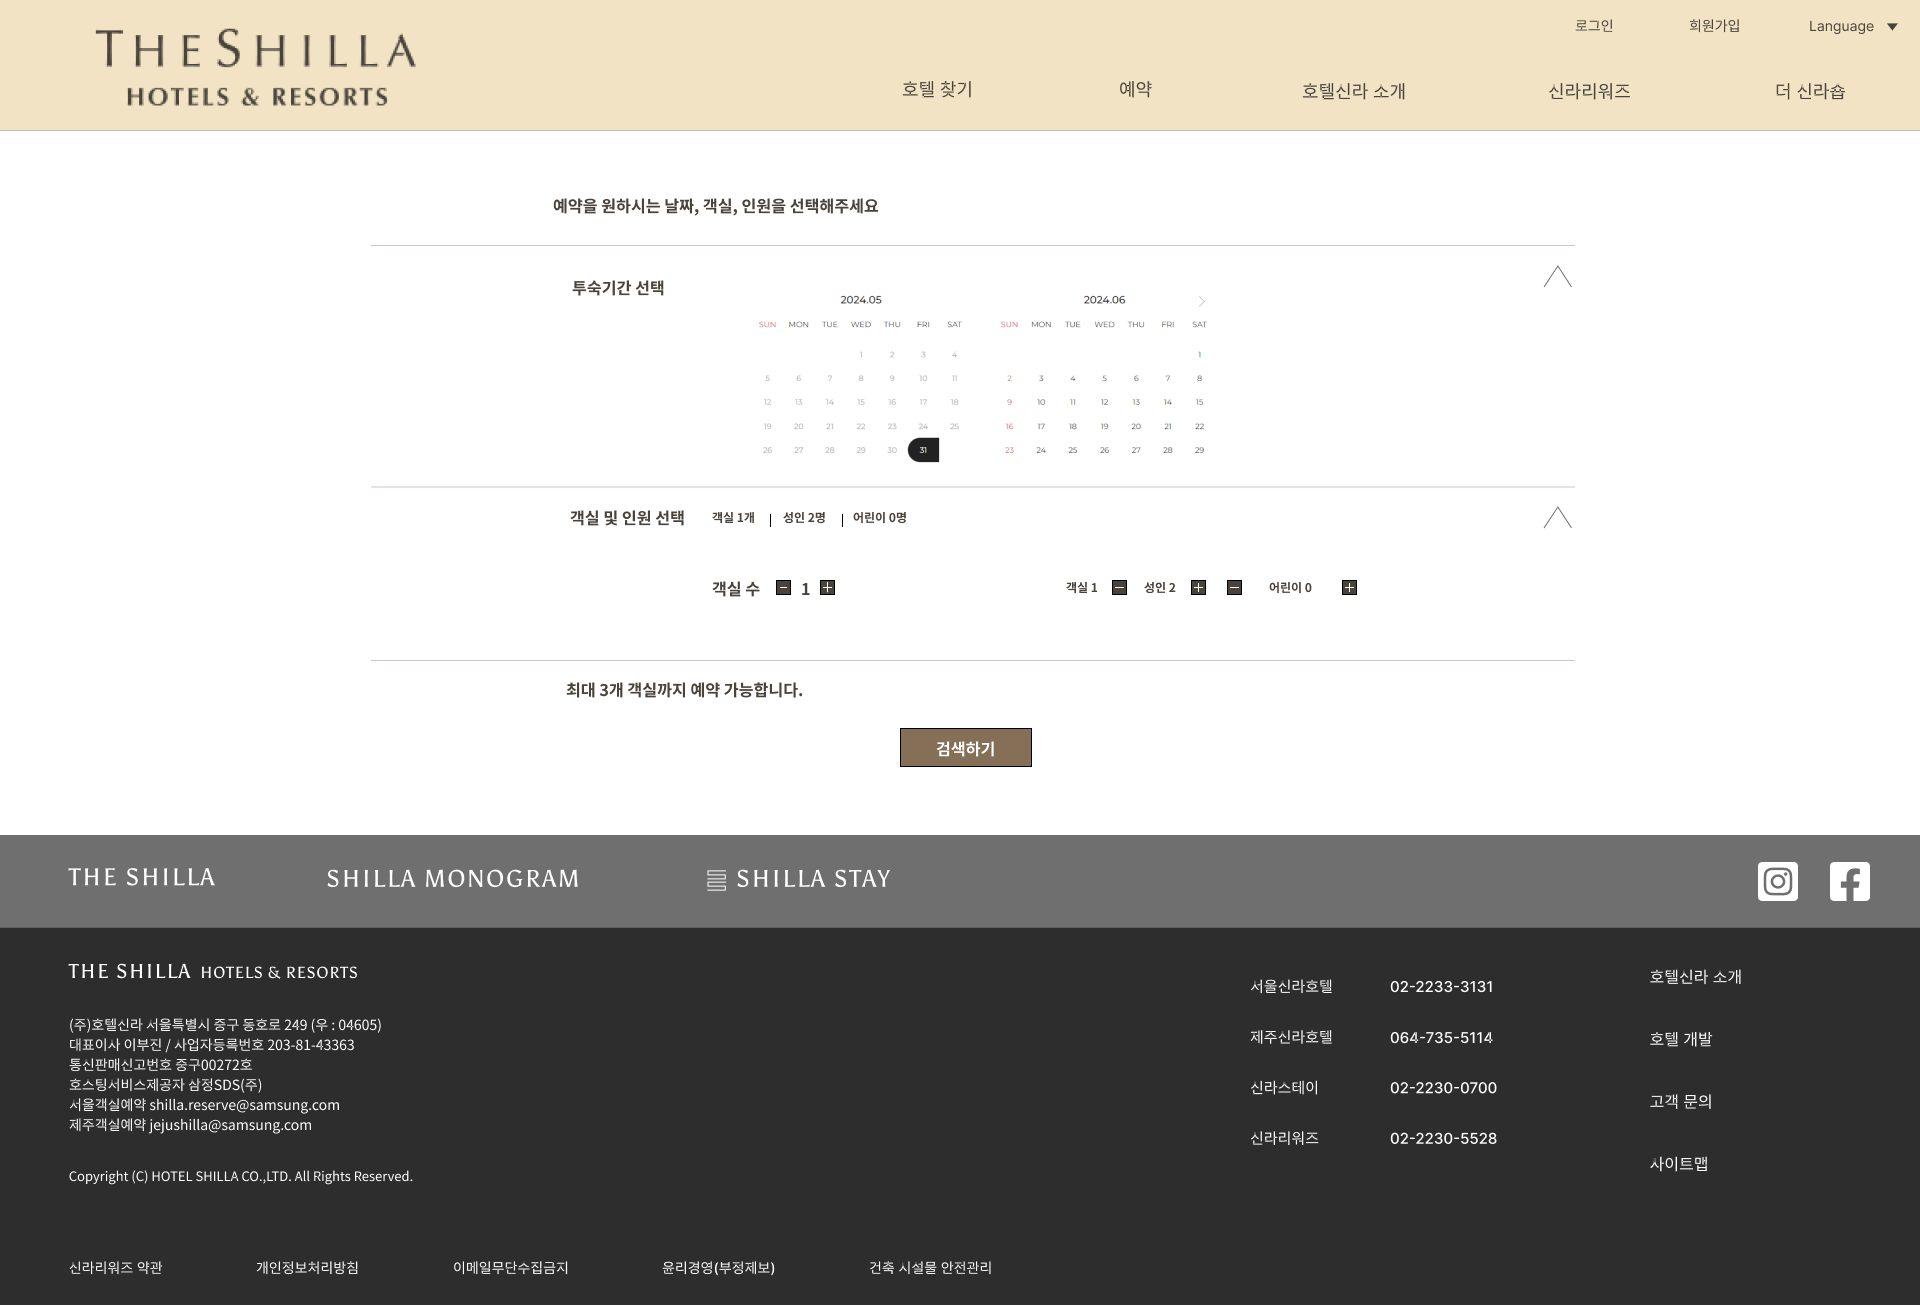 THE SHILLA
HOTELS & RESORTS
로그인 회원가입 Language
호텔 찾기 예약 호텔신라 소개 신라리워즈 더 신라숍
예약을 원하시는 날짜, 객실, 인원을 선택해주세요
투숙기간 선택
2024.05
SUN MON TUE WED THU FRI SAT
1 2 3 4
5 6 7 8 9 10 11
12 13 14 15 16 17 18
19 20 21 22 23 24 25
26 27 28 29 30 31
2024.06
SUN MON TUE WED THU FRI SAT
1
2 3 4 5 6 7 8
9 10 11 12 13 14 15
16 17 18 19 20 21 22
23 24 25 26 27 28 29
객실 및 인원 선택 객실 1개 성인 2명 어린이 0명
객실 수 1 객실 1 성인 2 어린이 0
최대 3개 객실까지 예약 가능합니다.
검색하기
THE SHILLA SHILLA MONOGRAM SHILLA STAY
THE SHILLA HOTELS & RESORTS
(주)호텔신라 서울특별시 중구 동호로 249 (우 : 04605)
대표이사 이부진 / 사업자등록번호 203-81-43363
통신판매신고번호 중구00272호
호스팅서비스제공자 삼정SDS(주)
서울객실예약 shilla.reserve@samsung.com
제주객실예약 jejushilla@samsung.com
Copyright (C) HOTEL SHILLA CO.,LTD. All Rights Reserved.
서울신라호텔 02-2233-3131
제주신라호텔 064-735-5114
신라스테이 02-2230-0700
신라리워즈 02-2230-5528
호텔신라 소개
호텔 개발
고객 문의
사이트맵
신라리워즈 약관 개인정보처리방침 이메일무단수집금지 윤리경영(부정제보) 건축 시설물 안전관리